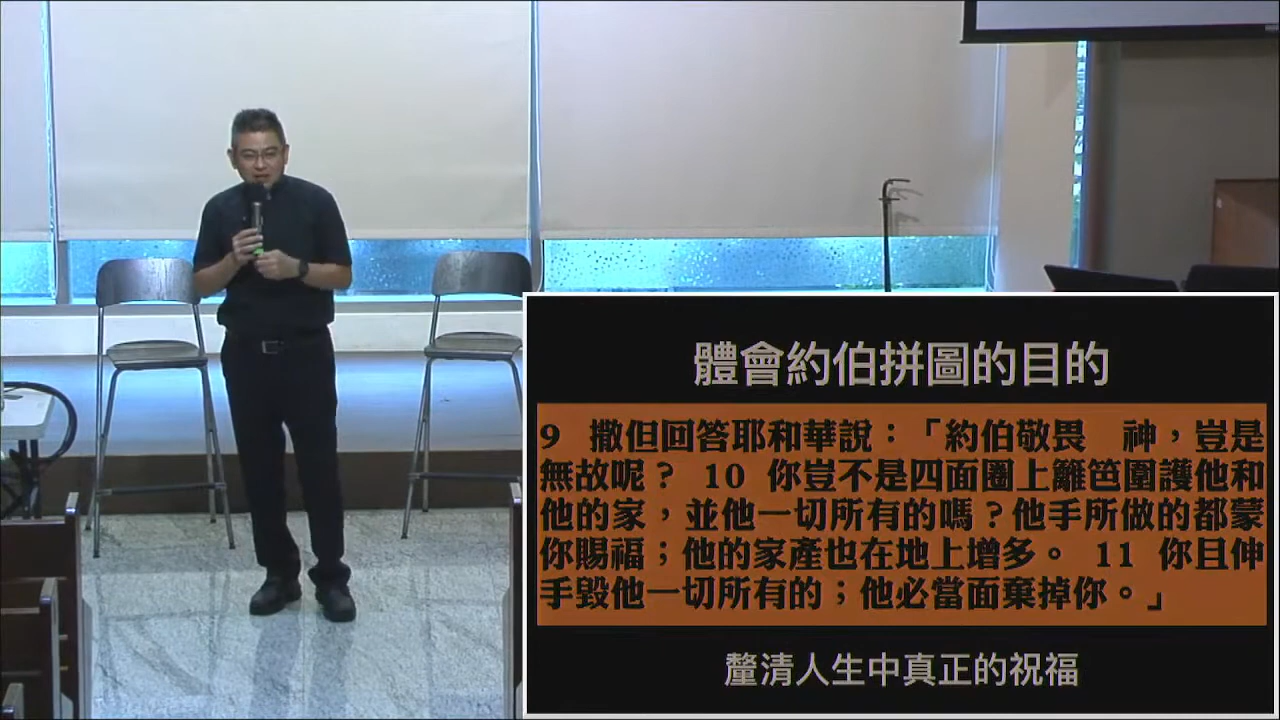 體會約伯拼圖的目的
9 撒但回答耶和華說：「約伯敬畏　神，豈是
無故呢？ 10 你豈不是四面圈上籬笆圍護他和
他的家，並他一切所有的嗎？他手所做的都蒙
你賜福；他的家產也在地上增多。 11 你且伸
手毀他一切所有的；他必當面棄掉你。」
釐清人生中真正的祝福